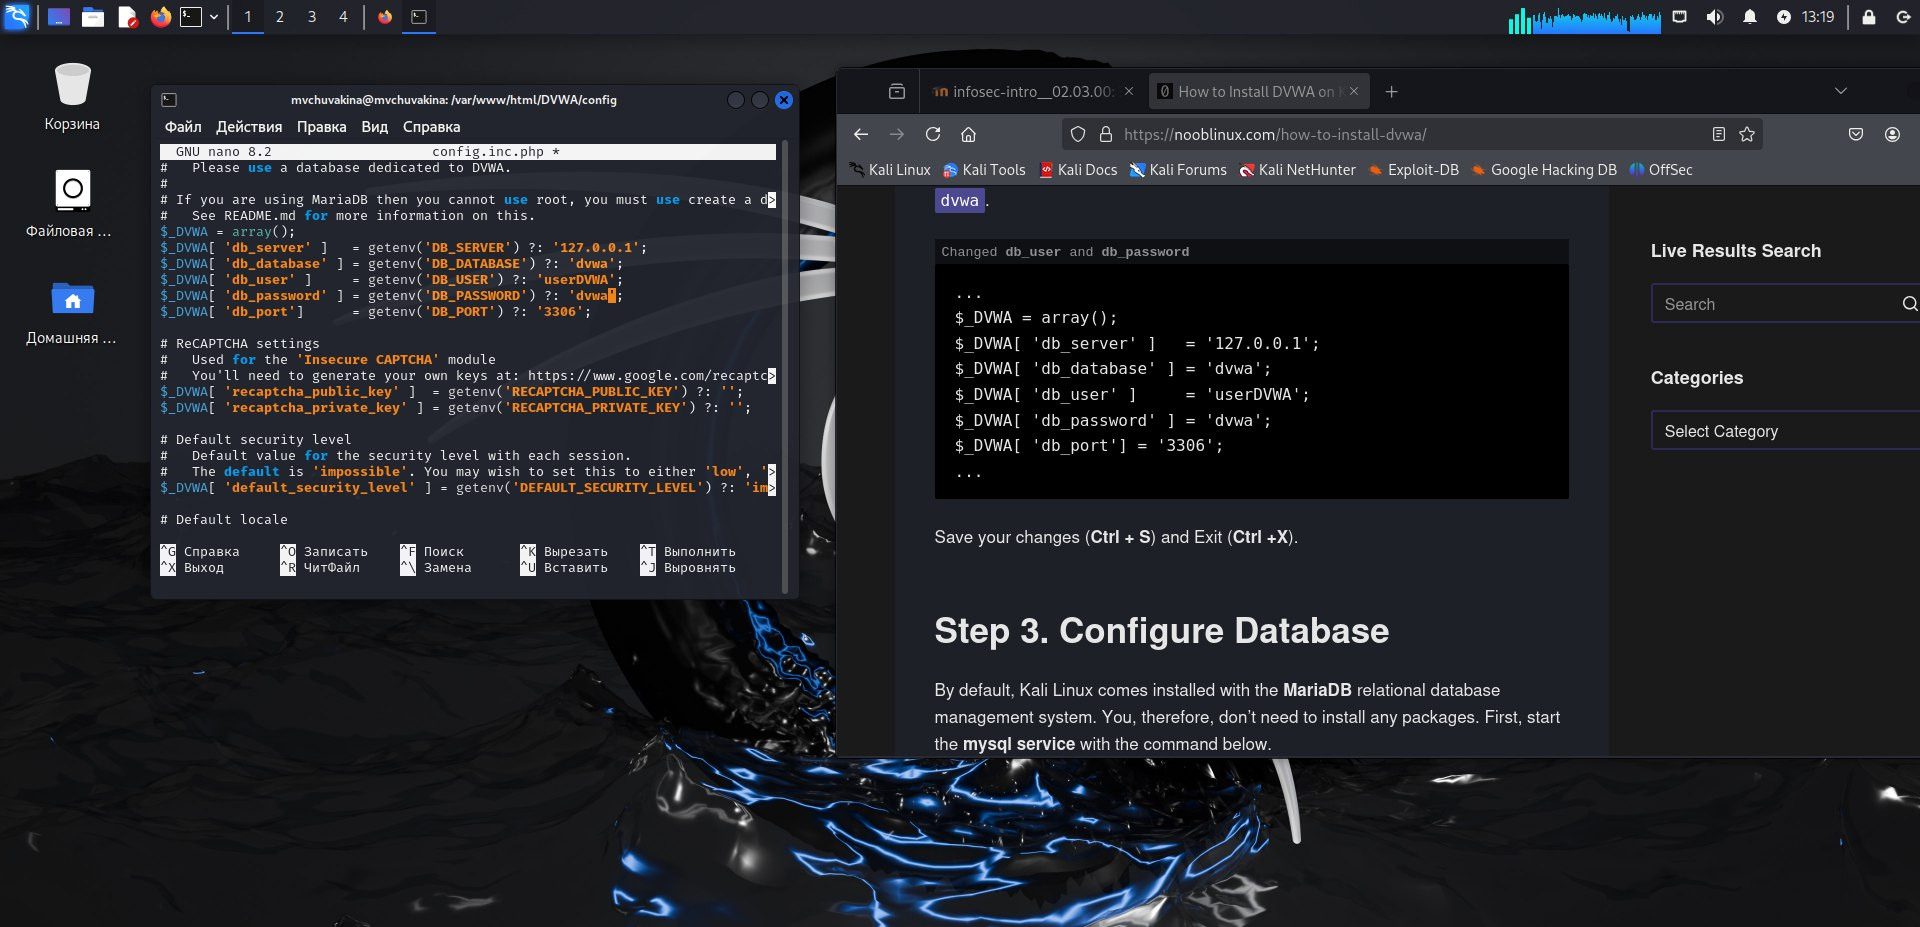 1 2 3 4
13:19
Корзина
Файловая ...
Домашняя ...
mvchuvakina@mvchuvakina: /var/www/html/DVWA/config
Файл Действия Правка Вид Справка
GNU nano 8.2 config.inc.php *
#   Please use a database dedicated to DVWA.
#
# If you are using MariaDB then you cannot use root, you must use create a d>
#   See README.md for more information on this.
$_DVWA = array();
$_DVWA[ 'db_server' ]   = getenv('DB_SERVER') ?: '127.0.0.1';
$_DVWA[ 'db_database' ] = getenv('DB_DATABASE') ?: 'dvwa';
$_DVWA[ 'db_user' ]     = getenv('DB_USER') ?: 'userDVWA';
$_DVWA[ 'db_password' ] = getenv('DB_PASSWORD') ?: 'dvwa';
$_DVWA[ 'db_port']      = getenv('DB_PORT') ?: '3306';
# ReCAPTCHA settings
#   Used for the 'Insecure CAPTCHA' module
#   You'll need to generate your own keys at: https://www.google.com/recaptc>
$_DVWA[ 'recaptcha_public_key' ]  = getenv('RECAPTCHA_PUBLIC_KEY') ?: '';
$_DVWA[ 'recaptcha_private_key' ] = getenv('RECAPTCHA_PRIVATE_KEY') ?: '';
# Default security level
#   Default value for the security level with each session.
#   The default is 'impossible'. You may wish to set this to either 'low', '>
$_DVWA[ 'default_security_level' ] = getenv('DEFAULT_SECURITY_LEVEL') ?: 'im>
# Default locale
^G Справка ^O Записать ^F Поиск ^K Вырезать ^T Выполнить
^X Выход ^R ЧитФайл ^\ Замена ^U Вставить ^J Выровнять
infosec-intro__02.03.00:
How to Install DVWA on
https://nooblinux.com/how-to-install-dvwa/
Kali Linux Kali Tools Kali Docs Kali Forums Kali NetHunter Exploit-DB Google Hacking DB OffSec
dvwa.
Changed db_user and db_password
...
$_DVWA = array();
$_DVWA[ 'db_server' ]   = '127.0.0.1';
$_DVWA[ 'db_database' ] = 'dvwa';
$_DVWA[ 'db_user' ]     = 'userDVWA';
$_DVWA[ 'db_password' ] = 'dvwa';
$_DVWA[ 'db_port'] = '3306';
...
Save your changes (Ctrl + S) and Exit (Ctrl +X).
Step 3. Configure Database
By default, Kali Linux comes installed with the MariaDB relational database
management system. You, therefore, don't need to install any packages. First, start
the mysql service with the command below.
Live Results Search
Search
Categories
Select Category